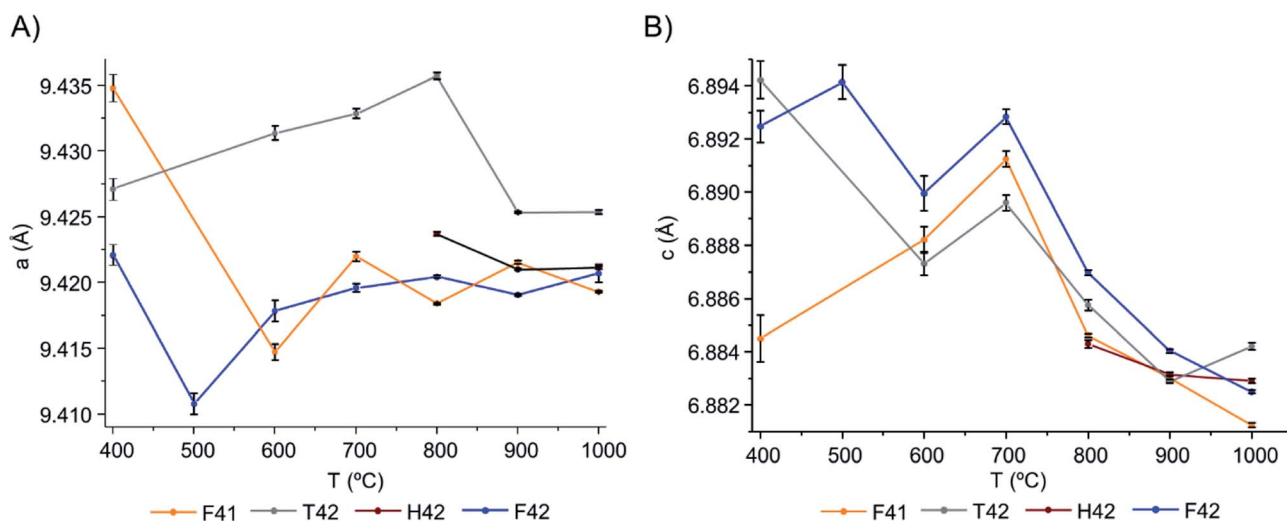 A)
a (Å)
9.435
9.430
9.425
9.420
9.415
9.410
400 500 600 700 800 900 1000
T (ºC)
F41 T42 H42 F42
B)
c (Å)
6.894
6.892
6.890
6.888
6.886
6.884
6.882
400 500 600 700 800 900 1000
T (ºC)
F41 T42 H42 F42